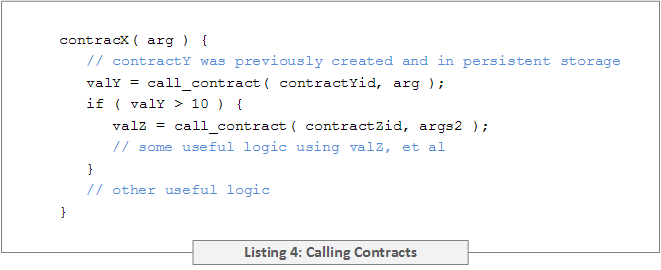 contracX( arg ) {
// contractY was previously created and in persistent storage
valY = call_contract( contractYid, arg );
if ( valY > 10 ) {
valZ = call_contract( contractZid, args2 );
// some useful logic using valZ, et al
}
// other useful logic
}
Listing 4: Calling Contracts